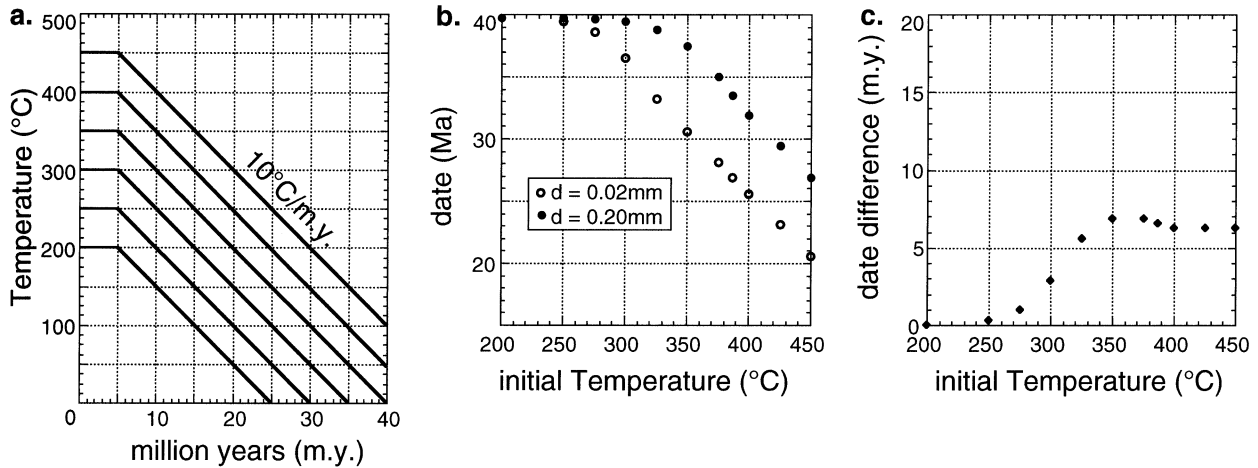 a.
500
400
300
200
100
0
10
20
30
40
Temperature (°C)
million years (m.y.)
10°C/m.y.
b.
40
30
20
200
250
300
350
400
450
date (Ma)
initial Temperature (°C)
d = 0.02mm
d = 0.20mm
c.
20
15
10
5
0
200
250
300
350
400
450
date difference (m.y.)
initial Temperature (°C)